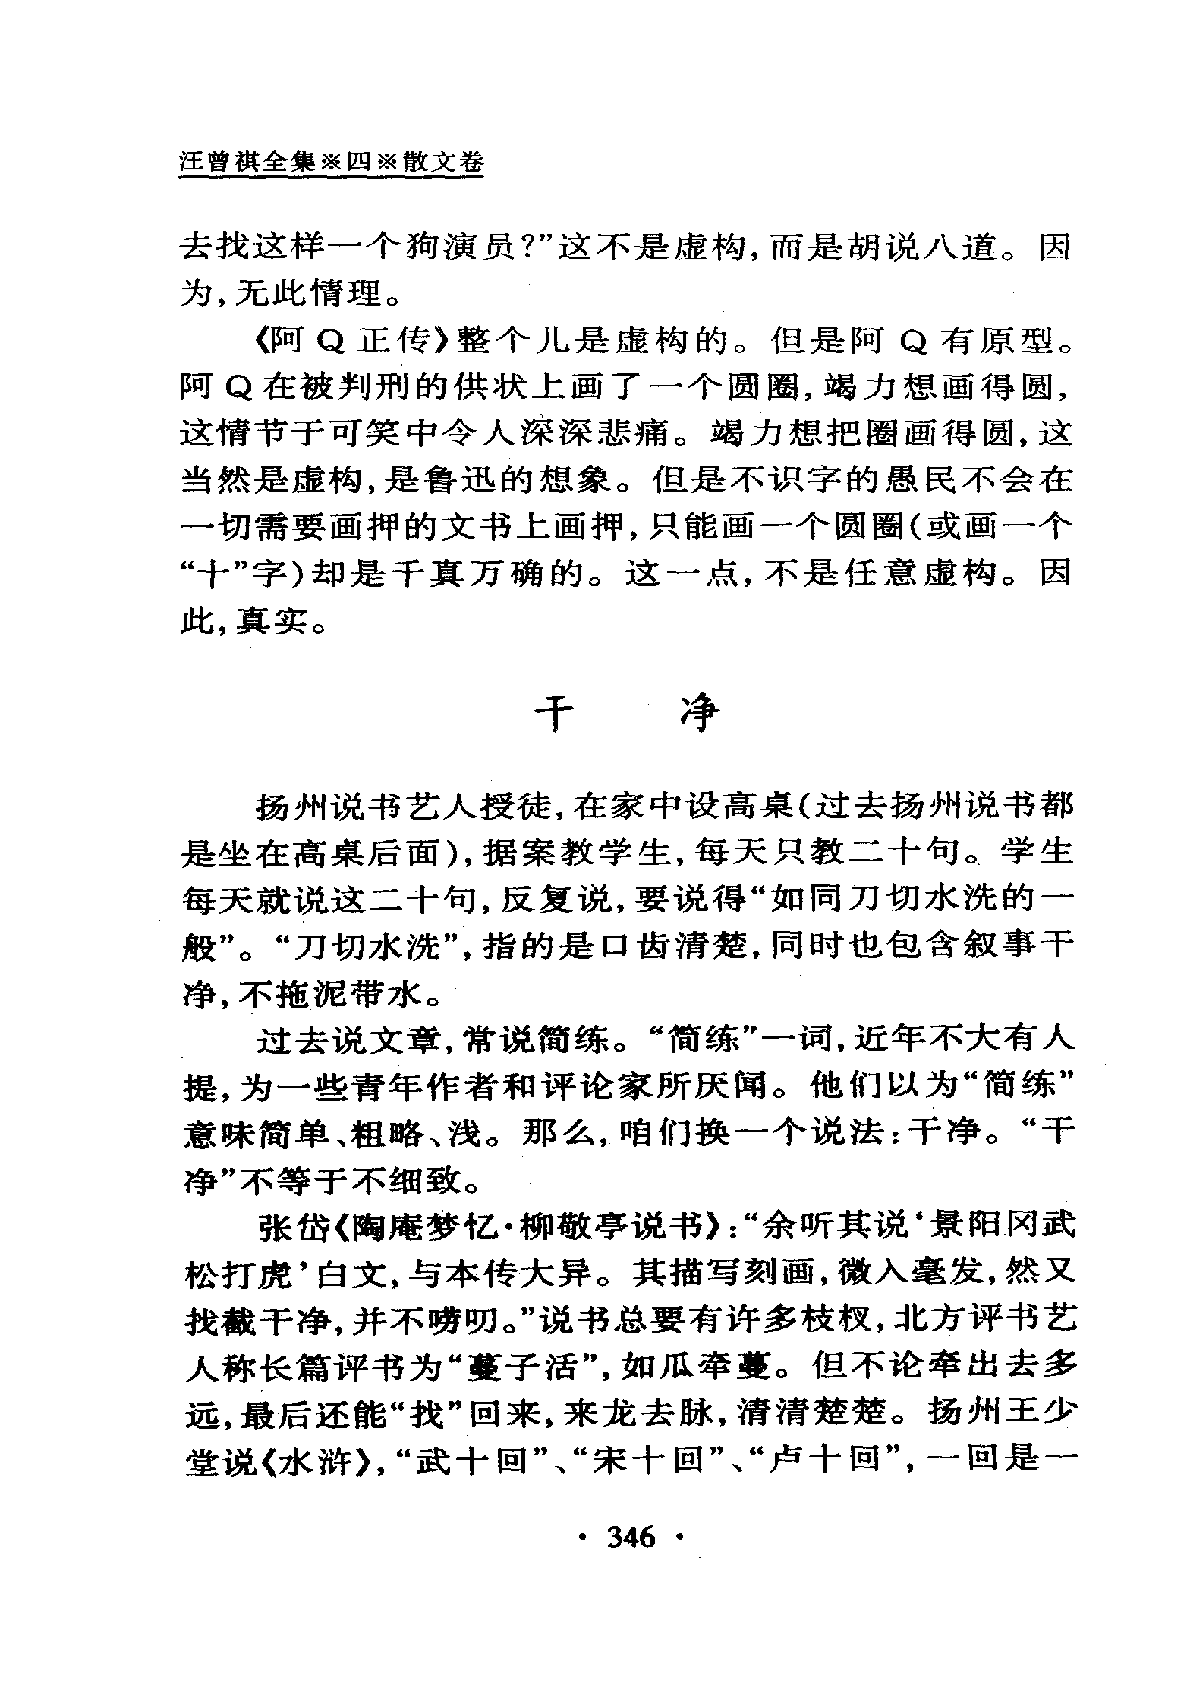 汪曾祺全集※四※散文卷
去找这样一个狗演员?”这不是虚构,而是胡说八道。因
为,无此情理。
《阿Q正传》整个儿是虚构的。但是阿Q有原型。
阿Q在被判刑的供状上画了一个圆圈,竭力想画得圆,
这情节于可笑中令人深深悲痛。竭力想把圈画得圆,这
当然是虚构,是鲁迅的想象。但是不识字的愚民不会在
一切需要画押的文书上画押,只能画一个圆圈(或画一个
“十”字)却是千真万确的。这一点,不是任意虚构。因
此,真实。
干 净
扬州说书艺人授徒,在家中设高桌(过去扬州说书都
是坐在高桌后面),据案教学生,每天只教二十句。学生
每天就说这二十句,反复说,要说得“如同刀切水洗的一
般”。“刀切水洗”,指的是口齿清楚,同时也包含叙事干
净,不拖泥带水。
过去说文章,常说简练。“简练”一词,近年不大有人
提,为一些青年作者和评论家所厌闻。他们以为“简练”
意味简单、粗略、浅。那么,咱们换一个说法:干净。“干
净”不等于不细致。
张岱《陶庵梦忆·柳敬亭说书》:“余听其说‘景阳冈武
松打虎’白文,与本传大异。其描写刻画,微入毫发,然又
找截干净,并不唠叨。”说书总要有许多枝杈,北方评书艺
人称长篇评书为“蔓子活”,如瓜牵蔓。但不论牵出去多
远,最后还能“找”回来,来龙去脉,清清楚楚。扬州王少
堂说《水浒》,“武十回”、“宋十回”、“卢十回”,一回是一
· 346 ·